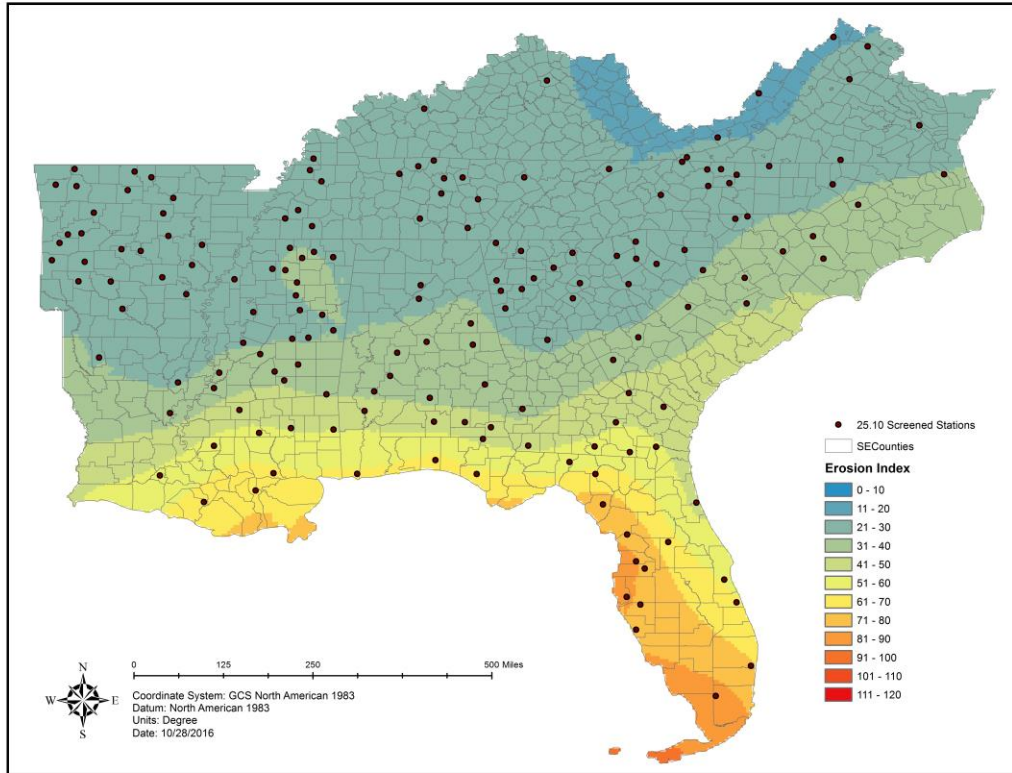 25.10 Screened Stations
SECounties
Erosion Index
0 - 10
11 - 20
21 - 30
31 - 40
41 - 50
51 - 60
61 - 70
71 - 80
81 - 90
91 - 100
101 - 110
111 - 120
0 125 250 500 Miles
N
W E
S
Coordinate System: GCS North American 1983
Datum: North American 1983
Units: Degree
Date: 10/28/2016